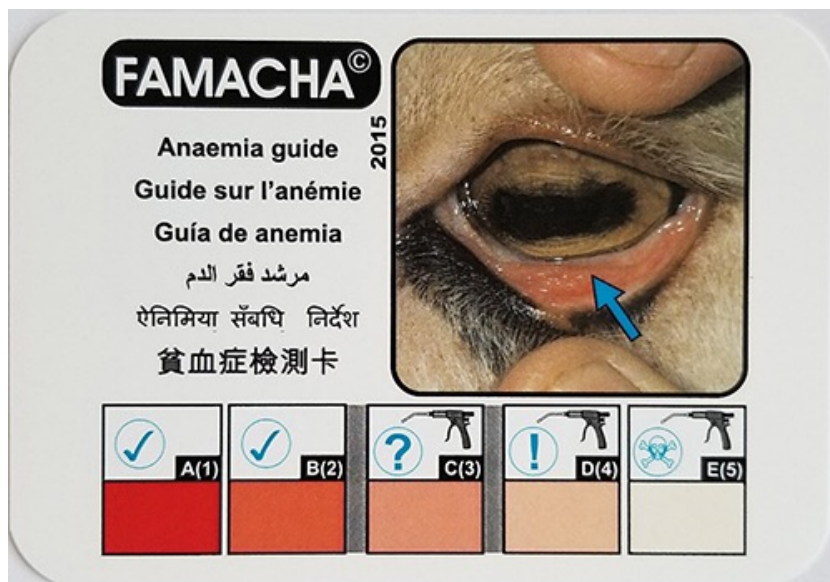 FAMACHA©
2015
Anaemia guide
Guide sur l'anémie
Guía de anemia
مرشد فقر الدم
ऐनिमिया सँबधि निर्देश
貧血症檢測卡
✓ A(1)
✓ B(2)
? C(3)
! D(4)
E(5)